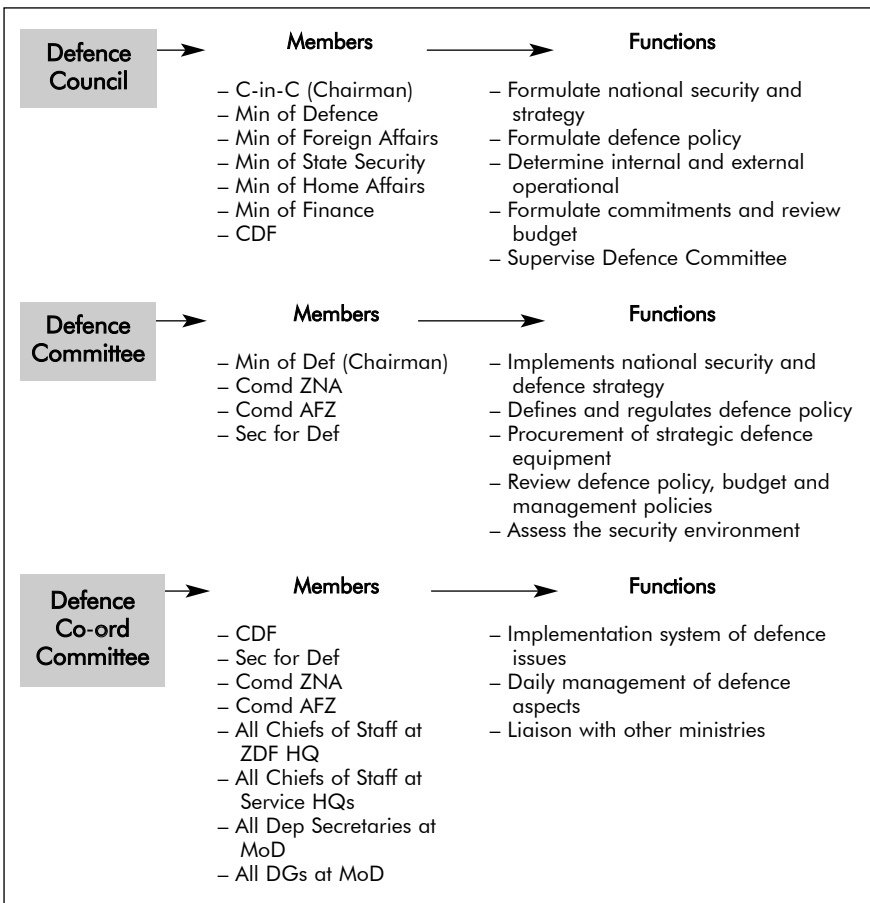 Defence
Council
Members
– C-in-C (Chairman)
– Min of Defence
– Min of Foreign Affairs
– Min of State Security
– Min of Home Affairs
– Min of Finance
– CDF
Functions
– Formulate national security and
strategy
– Formulate defence policy
– Determine internal and external
operational
– Formulate commitments and review
budget
– Supervise Defence Committee
Defence
Committee
Members
– Min of Def (Chairman)
– Comd ZNA
– Comd AFZ
– Sec for Def
Functions
– Implements national security and
defence strategy
– Defines and regulates defence policy
– Procurement of strategic defence
equipment
– Review defence policy, budget and
management policies
– Assess the security environment
Defence
Co-ord
Committee
Members
– CDF
– Sec for Def
– Comd ZNA
– Comd AFZ
– All Chiefs of Staff at
ZDF HQ
– All Chiefs of Staff at
Service HQs
– All Dep Secretaries at
MoD
– All DGs at MoD
Functions
– Implementation system of defence
issues
– Daily management of defence
aspects
– Liaison with other ministries